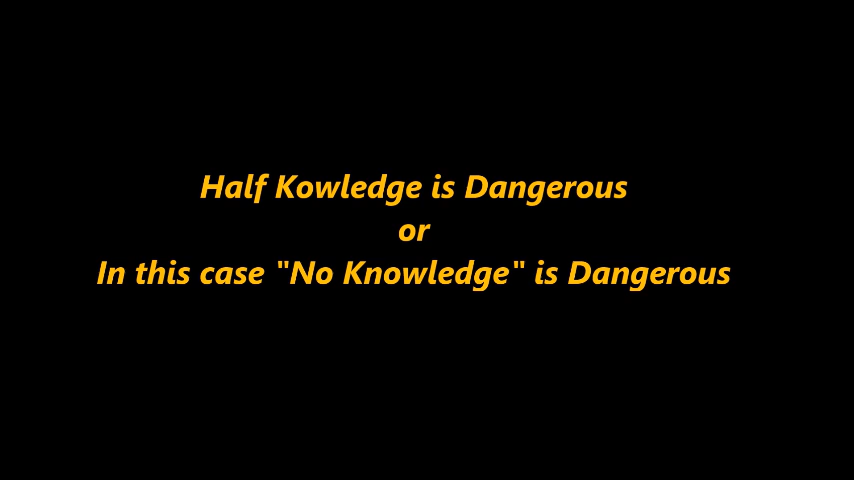 Half Kowledge is Dangerous
or
In this case "No Knowledge" is Dangerous